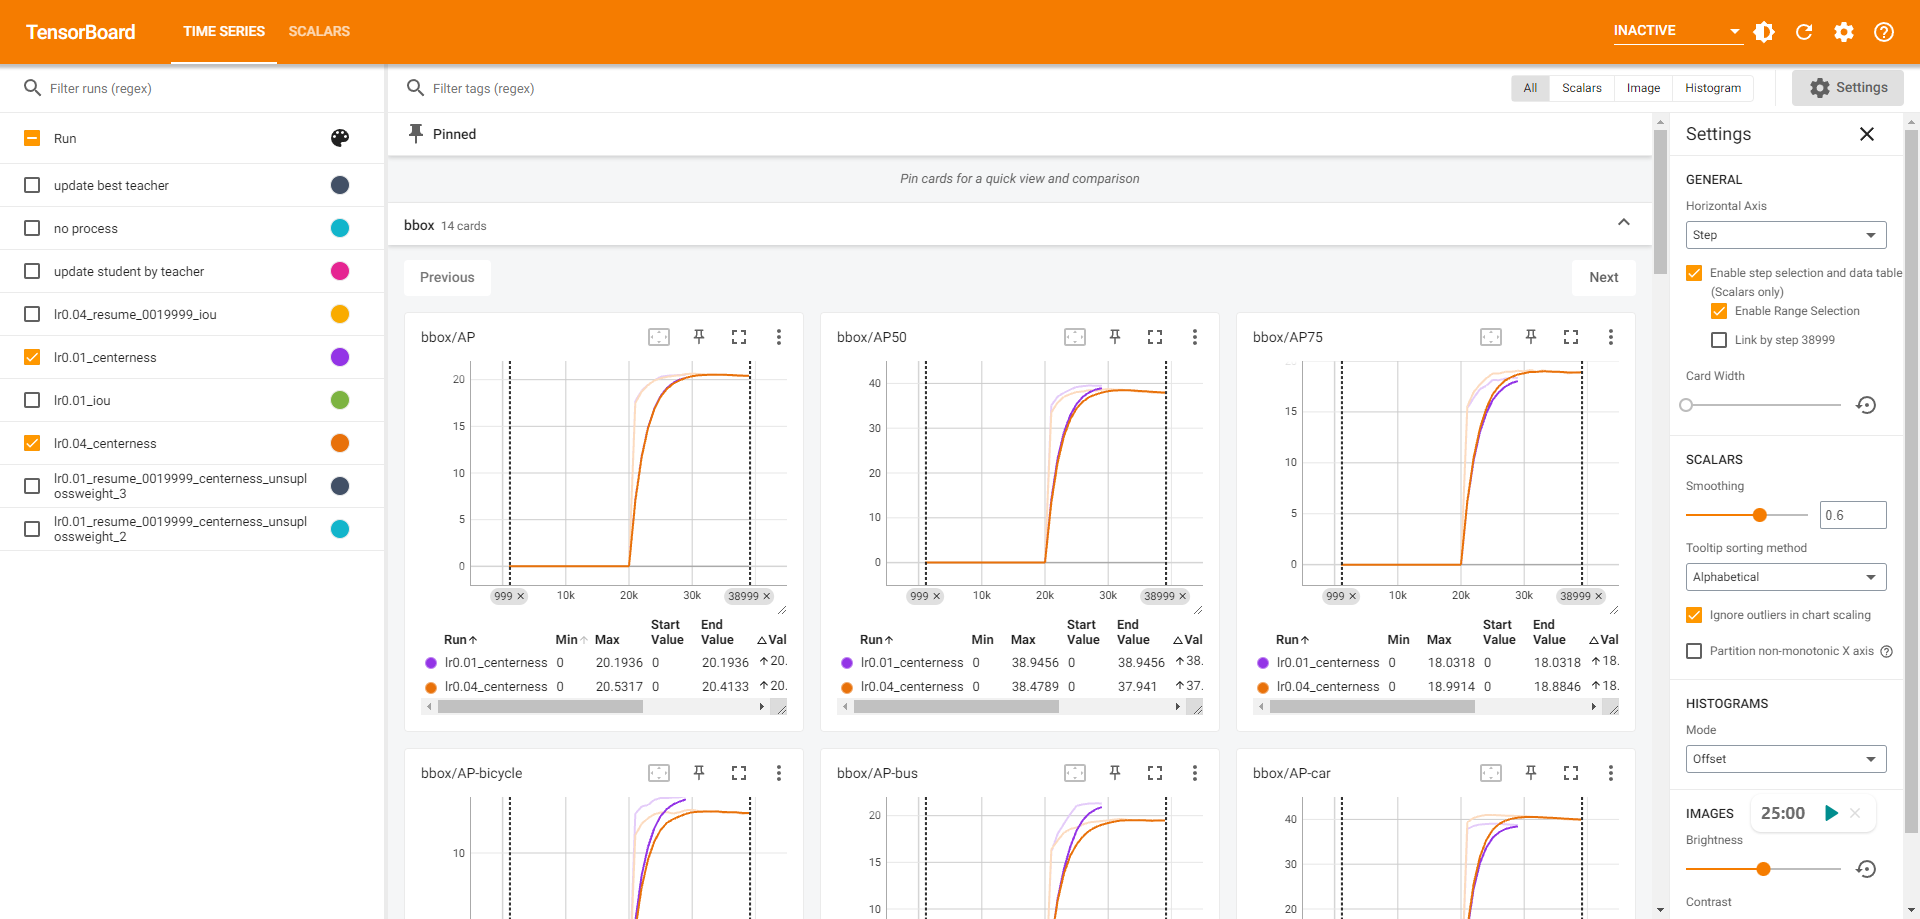 TensorBoard
TIME SERIES
SCALARS
INACTIVE
Filter runs (regex)
Filter tags (regex)
All
Scalars
Image
Histogram
Settings
Run
update best teacher
no process
update student by teacher
lr0.04_resume_0019999_iou
lr0.01_centerness
lr0.01_iou
lr0.04_centerness
lr0.01_resume_0019999_centerness_unsupl
ossweight_3
lr0.01_resume_0019999_centerness_unsupl
ossweight_2
Pinned
Pin cards for a quick view and comparison
bbox 14 cards
Previous
Next
bbox/AP
20
15
10
5
0
999 × 10k 20k 30k 38999 ×
Start End
Run↑ Min↑ Max Value Value △Val
lr0.01_centerness 0 20.1936 0 20.1936 ↑20.
lr0.04_centerness 0 20.5317 0 20.4133 ↑20.
bbox/AP50
40
30
20
10
0
999 × 10k 20k 30k 38999 ×
Start End
Run↑ Min Max Value Value △Val
lr0.01_centerness 0 38.9456 0 38.9456 ↑38.
lr0.04_centerness 0 38.4789 0 37.941 ↑37.
bbox/AP75
15
10
5
0
999 × 10k 20k 30k 38999 ×
Start End
Run↑ Min Max Value Value △Val
lr0.01_centerness 0 18.0318 0 18.0318 ↑18.
lr0.04_centerness 0 18.9914 0 18.8846 ↑18.
bbox/AP-bicycle
10
bbox/AP-bus
20
15
10
bbox/AP-car
40
30
20
Settings
GENERAL
Horizontal Axis
Step
Enable step selection and data table
(Scalars only)
Enable Range Selection
Link by step 38999
Card Width
SCALARS
Smoothing
0.6
Tooltip sorting method
Alphabetical
Ignore outliers in chart scaling
Partition non-monotonic X axis
HISTOGRAMS
Mode
Offset
IMAGES
25:00
Brightness
Contrast